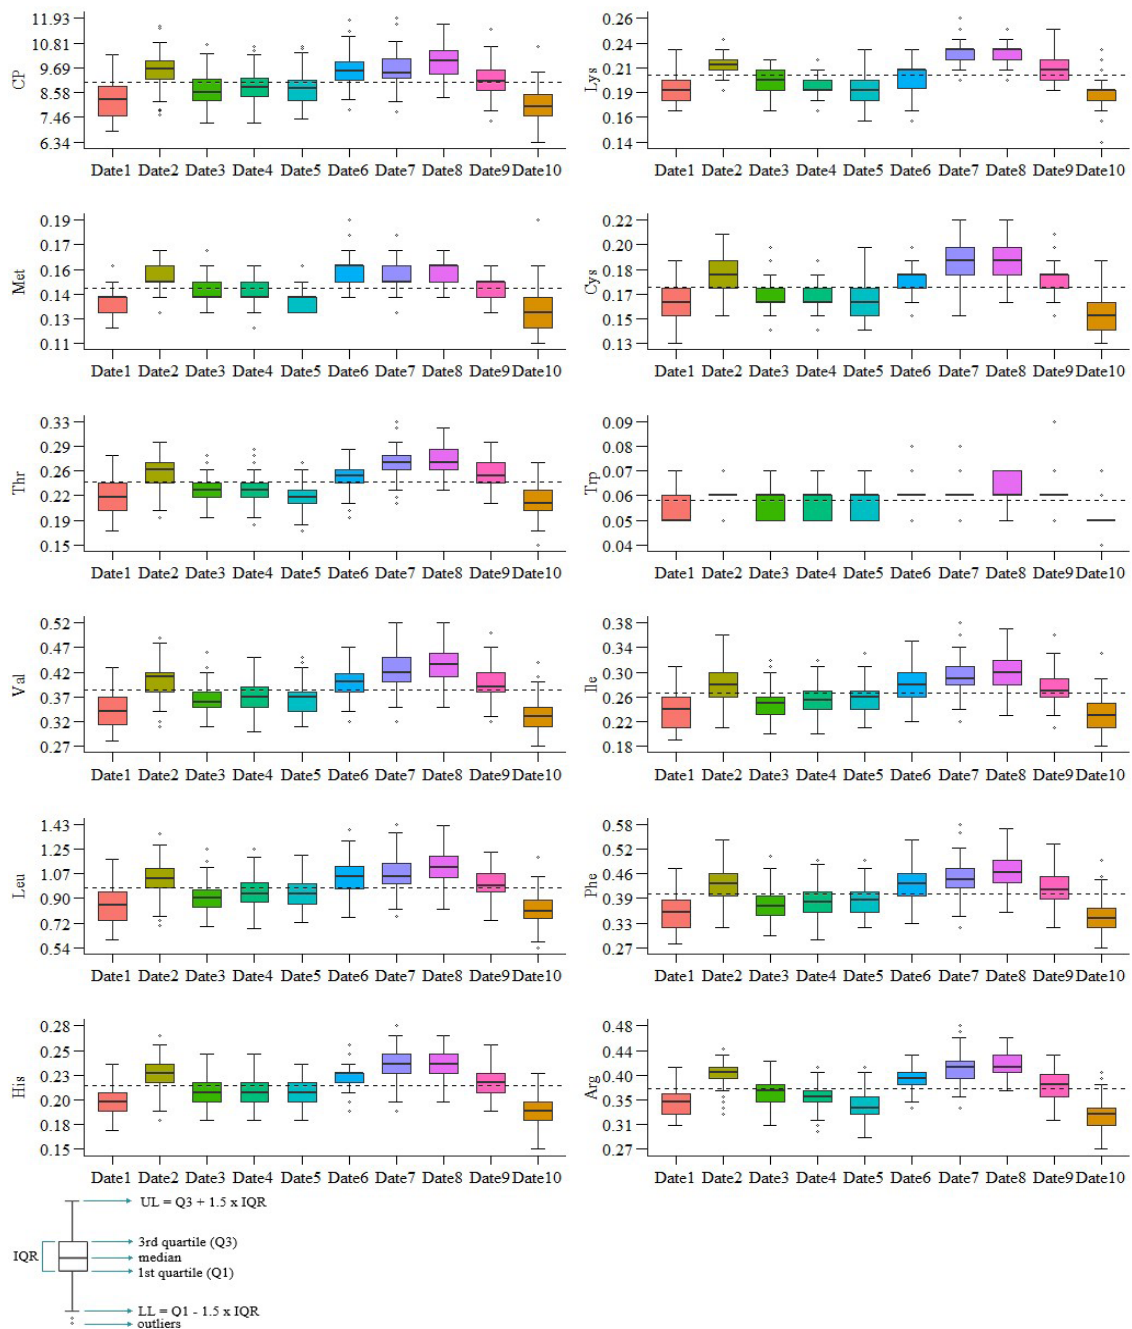 CP
11.93
10.81
9.69
8.58
7.46
6.34
Date1 Date2 Date3 Date4 Date5 Date6 Date7 Date8 Date9 Date10
Lys
0.26
0.24
0.21
0.19
0.16
0.14
Date1 Date2 Date3 Date4 Date5 Date6 Date7 Date8 Date9 Date10
Met
0.19
0.17
0.16
0.14
0.13
0.11
Date1 Date2 Date3 Date4 Date5 Date6 Date7 Date8 Date9 Date10
Cys
0.22
0.20
0.18
0.17
0.15
0.13
Date1 Date2 Date3 Date4 Date5 Date6 Date7 Date8 Date9 Date10
Thr
0.33
0.29
0.26
0.22
0.19
0.15
Date1 Date2 Date3 Date4 Date5 Date6 Date7 Date8 Date9 Date10
Trp
0.09
0.08
0.07
0.06
0.05
0.04
Date1 Date2 Date3 Date4 Date5 Date6 Date7 Date8 Date9 Date10
Val
0.52
0.47
0.42
0.37
0.32
0.27
Date1 Date2 Date3 Date4 Date5 Date6 Date7 Date8 Date9 Date10
Ile
0.38
0.34
0.30
0.26
0.22
0.18
Date1 Date2 Date3 Date4 Date5 Date6 Date7 Date8 Date9 Date10
Leu
1.43
1.25
1.07
0.90
0.72
0.54
Date1 Date2 Date3 Date4 Date5 Date6 Date7 Date8 Date9 Date10
Phe
0.58
0.52
0.46
0.39
0.33
0.27
Date1 Date2 Date3 Date4 Date5 Date6 Date7 Date8 Date9 Date10
His
0.28
0.25
0.23
0.20
0.18
0.15
Date1 Date2 Date3 Date4 Date5 Date6 Date7 Date8 Date9 Date10
Arg
0.48
0.44
0.40
0.35
0.31
0.27
Date1 Date2 Date3 Date4 Date5 Date6 Date7 Date8 Date9 Date10
UL = Q3 + 1.5 x IQR
3rd quartile (Q3)
IQR
median
1st quartile (Q1)
LL = Q1 - 1.5 x IQR
outliers